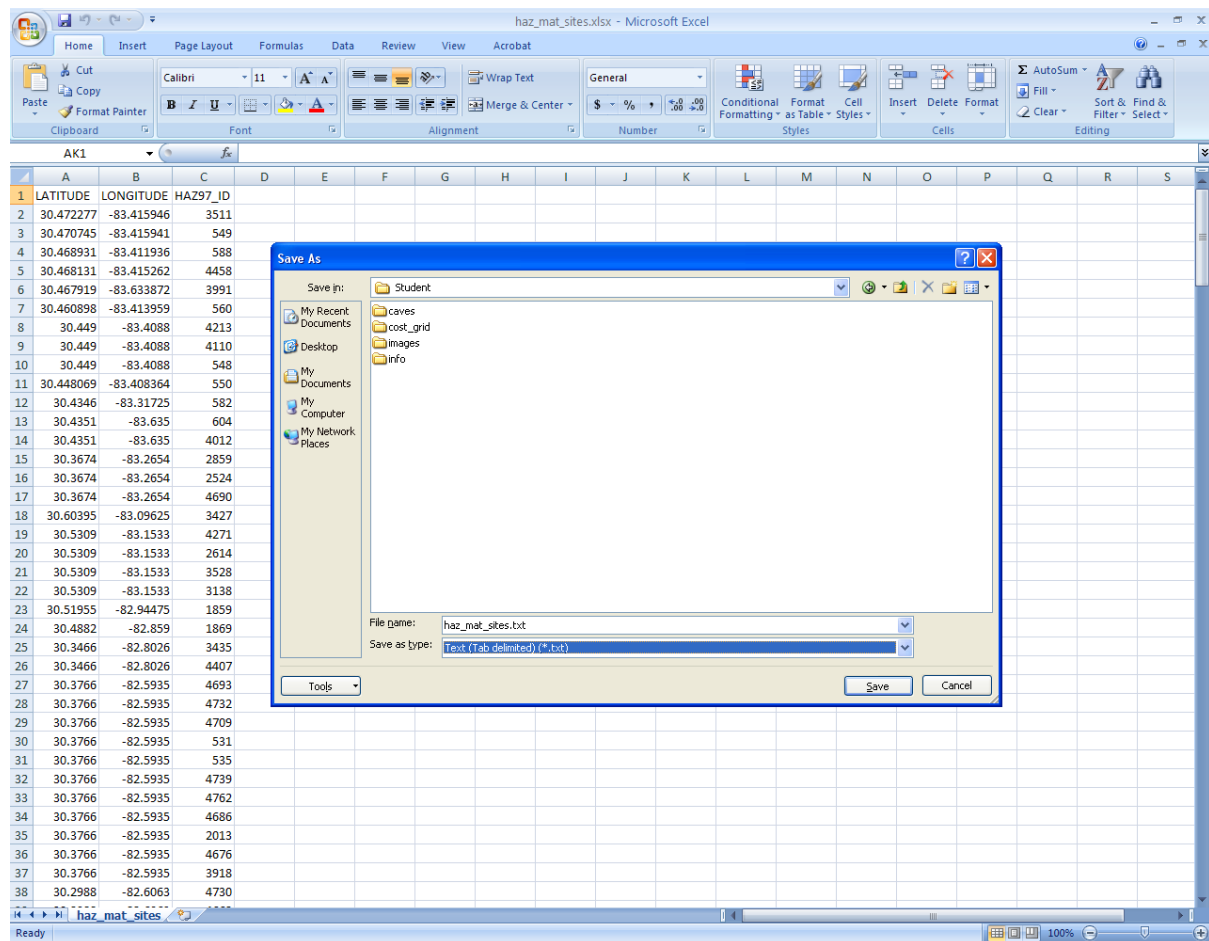 haz_mat_sites.xlsx - Microsoft Excel
Home Insert Page Layout Formulas Data Review View Acrobat
Paste
Cut
Copy
Format Painter
Clipboard
Calibri 11
B I U
Font
Wrap Text
Merge & Center
Alignment
General
$ % ,
Number
Conditional Formatting
Format as Table
Cell Styles
Styles
Insert Delete Format
Cells
Σ AutoSum
Fill
Clear
Sort & Filter
Find & Select
Editing
AK1 fx
A B C D E F G H I J K L M N O P Q R S
1 LATITUDE LONGITUDE HAZ97_ID
2 30.472277 -83.415946 3511
3 30.470745 -83.415941 549
4 30.468931 -83.411936 588
5 30.468131 -83.415262 4458
6 30.467919 -83.633872 3991
7 30.460898 -83.413959 560
8 30.449 -83.4088 4213
9 30.449 -83.4088 4110
10 30.449 -83.4088 548
11 30.448069 -83.408364 550
12 30.4346 -83.31725 582
13 30.4351 -83.635 604
14 30.4351 -83.635 4012
15 30.3674 -83.2654 2859
16 30.3674 -83.2654 2524
17 30.3674 -83.2654 4690
18 30.60395 -83.09625 3427
19 30.5309 -83.1533 4271
20 30.5309 -83.1533 2614
21 30.5309 -83.1533 3528
22 30.5309 -83.1533 3138
23 30.51955 -82.94475 1859
24 30.4882 -82.859 1869
25 30.3466 -82.8026 3435
26 30.3466 -82.8026 4407
27 30.3766 -82.5935 4693
28 30.3766 -82.5935 4732
29 30.3766 -82.5935 4709
30 30.3766 -82.5935 531
31 30.3766 -82.5935 535
32 30.3766 -82.5935 4739
33 30.3766 -82.5935 4762
34 30.3766 -82.5935 4686
35 30.3766 -82.5935 2013
36 30.3766 -82.5935 4676
37 30.3766 -82.5935 3918
38 30.2988 -82.6063 4730
Save As
Save in: Student
My Recent Documents
Desktop
My Documents
My Computer
My Network Places
caves
cost_grid
images
info
File name: haz_mat_sites.txt
Save as type: Text (Tab delimited) (*.txt)
Tools Save Cancel
haz_mat_sites
Ready 100%